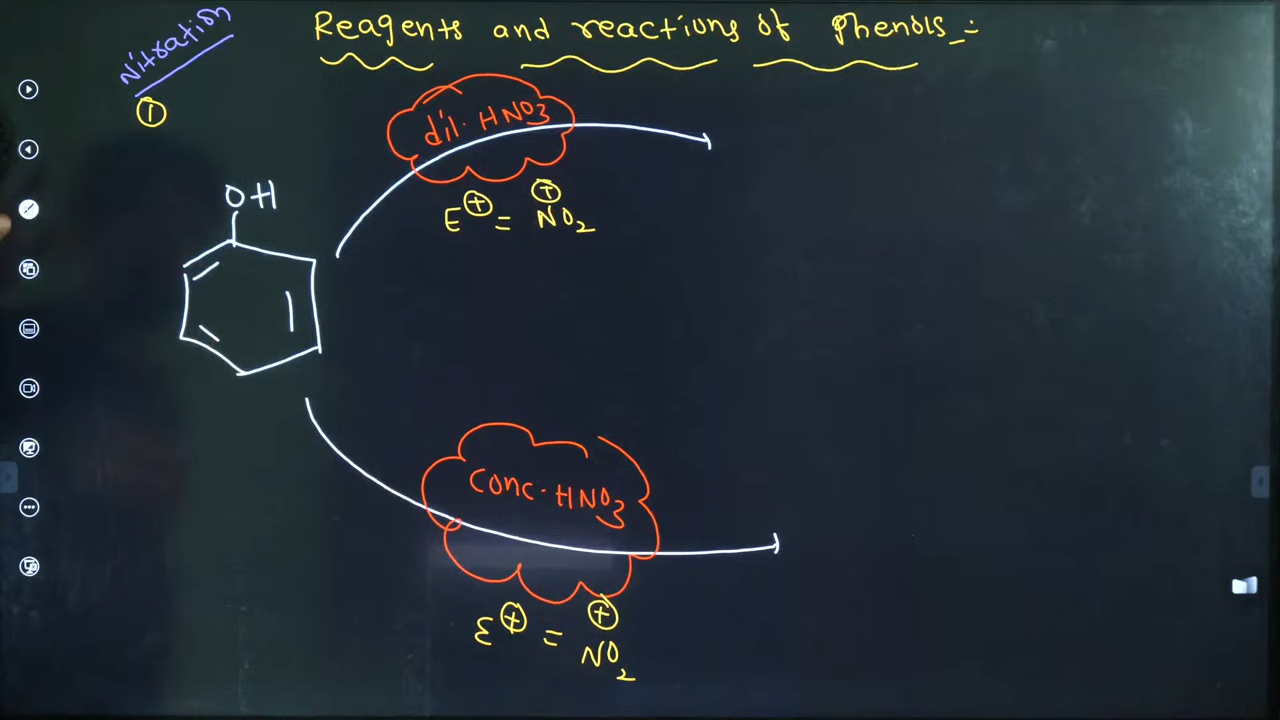 Nitration
Reagents and reactions of Phenols :-
①
dil. HNO3
E⊕ = N⊕O2
OH
Conc. HNO3
E⊕ = N⊕O2